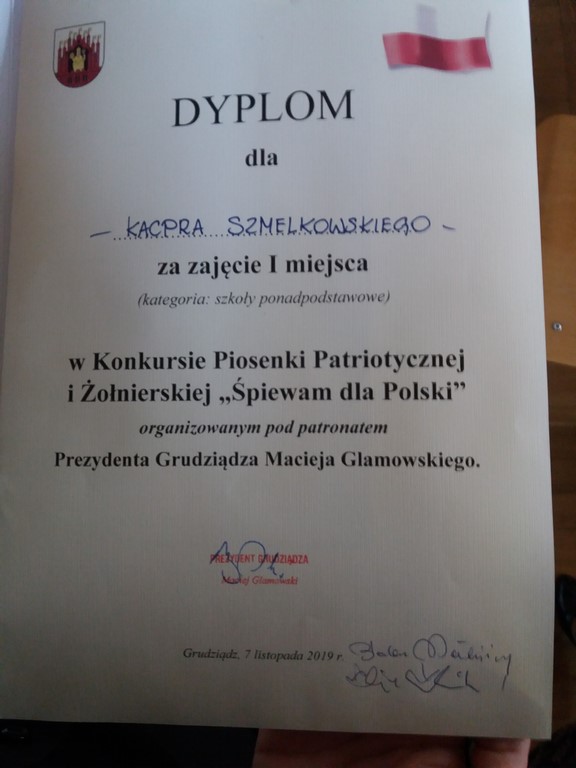 DYPLOM
dla
– KACPRA SZMELKOWSKIEGO –
za zajęcie I miejsca
(kategoria: szkoły ponadpodstawowe)
w Konkursie Piosenki Patriotycznej
i Żołnierskiej „Śpiewam dla Polski”
organizowanym pod patronatem
Prezydenta Grudziądza Macieja Glamowskiego.
PREZYDENT GRUDZIĄDZA
Maciej Glamowski
Grudziądz, 7 listopada 2019 r.